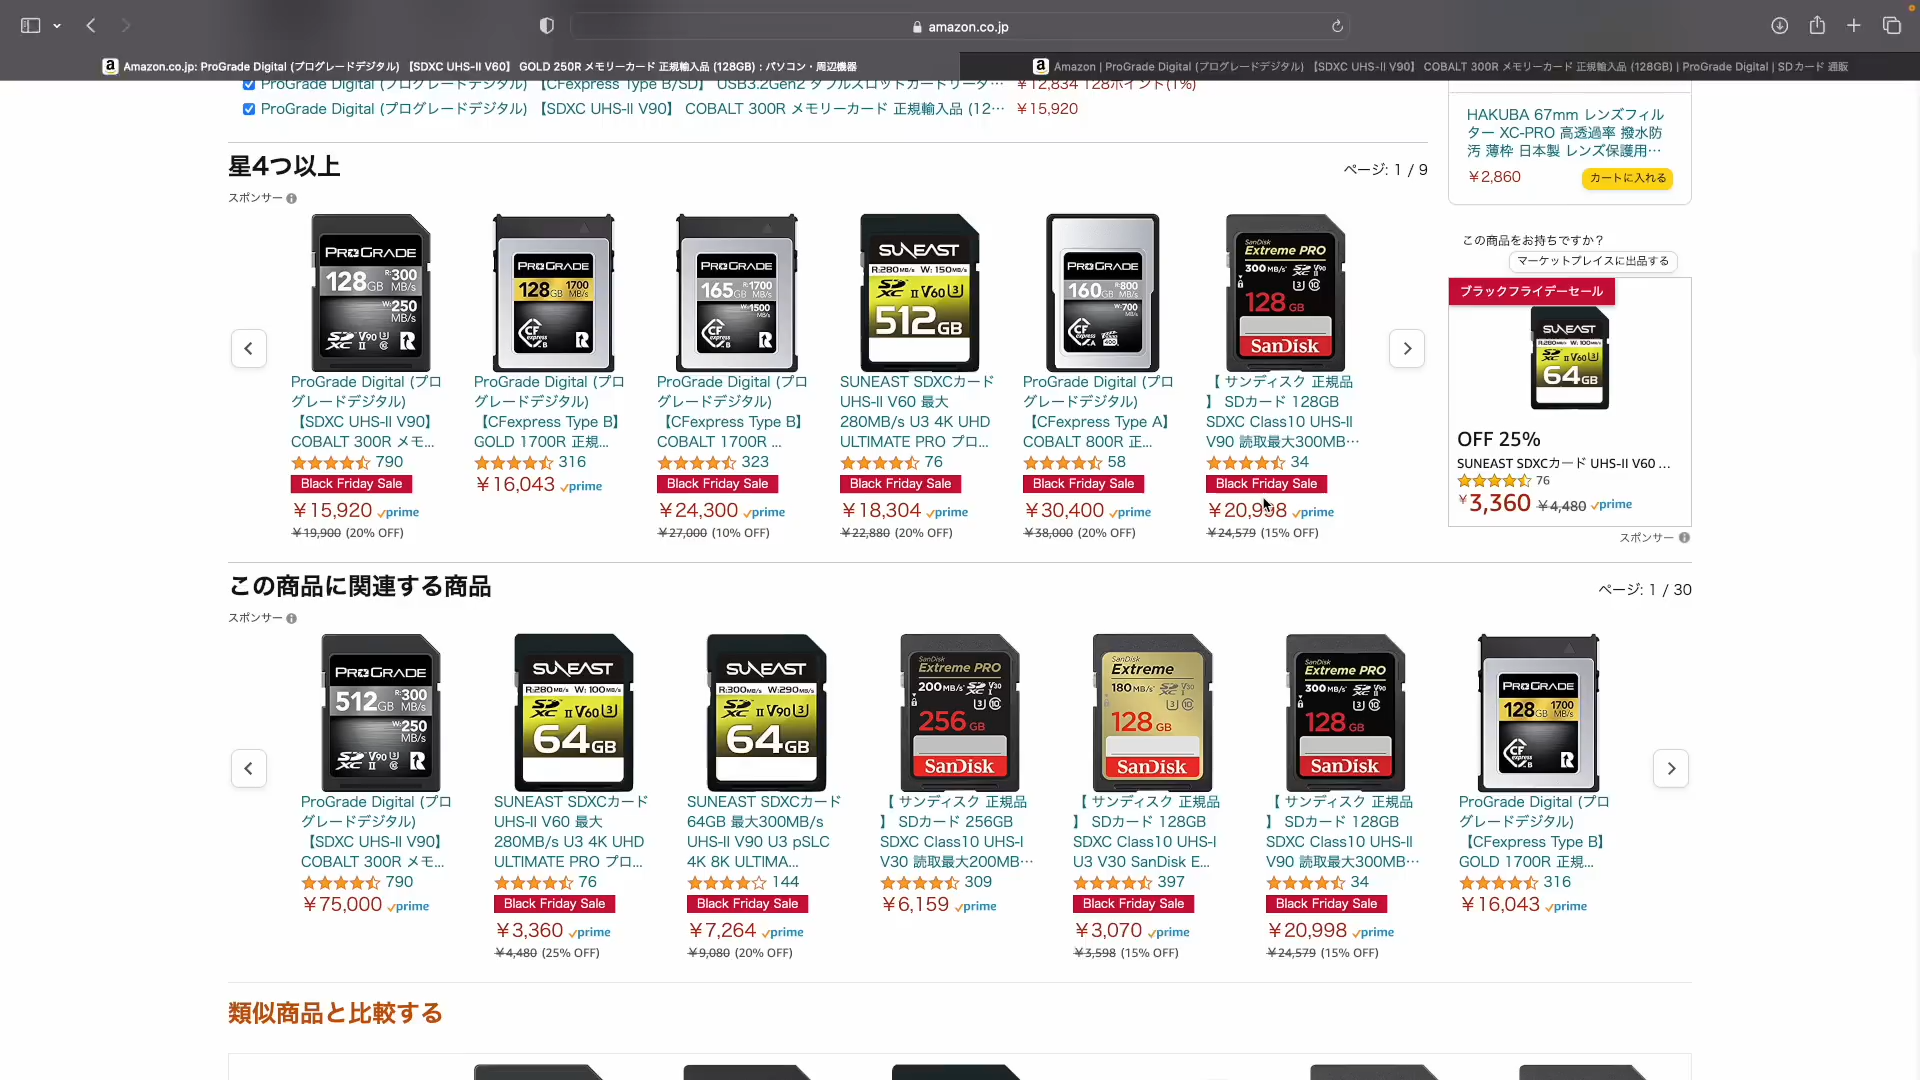 amazon.co.jp
Amazon.co.jp: ProGrade Digital (プログレードデジタル) 【SDXC UHS-II V60】 GOLD 250R メモリーカード 正規輸入品 (128GB) : パソコン・周辺機器
Amazon | ProGrade Digital (プログレードデジタル) 【SDXC UHS-II V90】 COBALT 300R メモリーカード 正規輸入品 (128GB) | ProGrade Digital | SDカード 通販
ProGrade Digital (プログレードデジタル) 【CFexpress Type B/SD】 USB3.2Gen2 ダブルスロットカードリーダ… ￥12,834 128ポイント(1%)
ProGrade Digital (プログレードデジタル) 【SDXC UHS-II V90】 COBALT 300R メモリーカード 正規輸入品 (12… ￥15,920
HAKUBA 67mm レンズフィル
ター XC-PRO 高透過率 撥水防
汚 薄枠 日本製 レンズ保護用…
￥2,860 カートに入れる
この商品をお持ちですか？
マーケットプレイスに出品する
ブラックフライデーセール
SUNEAST
64GB
OFF 25%
SUNEAST SDXCカード UHS-II V60 ...
76
￥3,360 ￥4,480 prime
スポンサー
星4つ以上
ページ: 1 / 9
スポンサー
PROGRADE 128GB R:300 MB/s W:250 MB/s SDXC II V90
PROGRADE 128GB 1700 MB/s CF express B
PROGRADE 165GB R:1700 MB/s W:1500 MB/s CF express B
SUNEAST R:280MB/s W:150MB/s SDXC II V60 512GB
PROGRADE 160GB R:800 MB/s W:700 MB/s CF express A
SanDisk Extreme PRO 300MB/s SDXC II V90 128GB SanDisk
ProGrade Digital (プロ
グレードデジタル)
【SDXC UHS-II V90】
COBALT 300R メモ...
790
Black Friday Sale
￥15,920 prime
￥19,900 (20% OFF)
ProGrade Digital (プロ
グレードデジタル)
【CFexpress Type B】
GOLD 1700R 正規...
316
￥16,043 prime
ProGrade Digital (プロ
グレードデジタル)
【CFexpress Type B】
COBALT 1700R ...
323
Black Friday Sale
￥24,300 prime
￥27,000 (10% OFF)
SUNEAST SDXCカード
UHS-II V60 最大
280MB/s U3 4K UHD
ULTIMATE PRO プロ...
76
Black Friday Sale
￥18,304 prime
￥22,880 (20% OFF)
ProGrade Digital (プロ
グレードデジタル)
【CFexpress Type A】
COBALT 800R 正...
58
Black Friday Sale
￥30,400 prime
￥38,000 (20% OFF)
【 サンディスク 正規品
】 SDカード 128GB
SDXC Class10 UHS-II
V90 読取最大300MB…
34
Black Friday Sale
￥20,998 prime
￥24,579 (15% OFF)
この商品に関連する商品
ページ: 1 / 30
スポンサー
PROGRADE 512GB R:300 MB/s W:250 MB/s SDXC II V90
SUNEAST R:280MB/s W:100MB/s SDXC II V60 64GB
SUNEAST R:300MB/s W:290MB/s SDXC II V90 64GB
SanDisk Extreme PRO 200MB/s SDXC I V30 256GB SanDisk
SanDisk Extreme 180MB/s SDXC I V30 128GB SanDisk
SanDisk Extreme PRO 300MB/s SDXC II V90 128GB SanDisk
PROGRADE 128GB 1700 MB/s CF express B
ProGrade Digital (プロ
グレードデジタル)
【SDXC UHS-II V90】
COBALT 300R メモ...
790
￥75,000 prime
SUNEAST SDXCカード
UHS-II V60 最大
280MB/s U3 4K UHD
ULTIMATE PRO プロ...
76
Black Friday Sale
￥3,360 prime
￥4,480 (25% OFF)
SUNEAST SDXCカード
64GB 最大300MB/s
UHS-II V90 U3 pSLC
4K 8K ULTIMA...
144
Black Friday Sale
￥7,264 prime
￥9,080 (20% OFF)
【 サンディスク 正規品
】 SDカード 256GB
SDXC Class10 UHS-I
V30 読取最大200MB…
309
￥6,159 prime
【 サンディスク 正規品
】 SDカード 128GB
SDXC Class10 UHS-I
U3 V30 SanDisk E...
397
Black Friday Sale
￥3,070 prime
￥3,598 (15% OFF)
【 サンディスク 正規品
】 SDカード 128GB
SDXC Class10 UHS-II
V90 読取最大300MB…
34
Black Friday Sale
￥20,998 prime
￥24,579 (15% OFF)
ProGrade Digital (プロ
グレードデジタル)
【CFexpress Type B】
GOLD 1700R 正規...
316
￥16,043 prime
類似商品と比較する